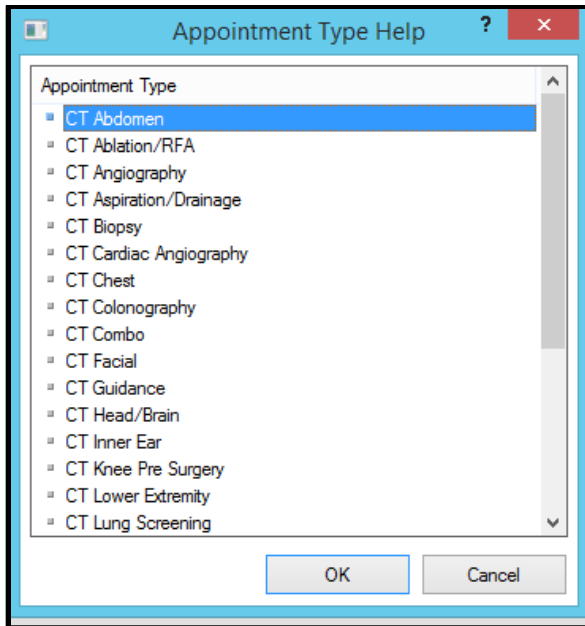 Appointment Type Help ?
Appointment Type
CT Abdomen
CT Ablation/RFA
CT Angiography
CT Aspiration/Drainage
CT Biopsy
CT Cardiac Angiography
CT Chest
CT Colonography
CT Combo
CT Facial
CT Guidance
CT Head/Brain
CT Inner Ear
CT Knee Pre Surgery
CT Lower Extremity
CT Lung Screening
OK Cancel